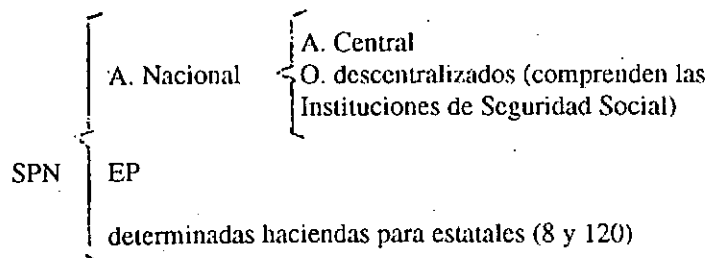 A. Central
A. Nacional O. descentralizados (comprenden las
Instituciones de Seguridad Social)
SPN EP
determinadas haciendas para estatales (8 y 120)